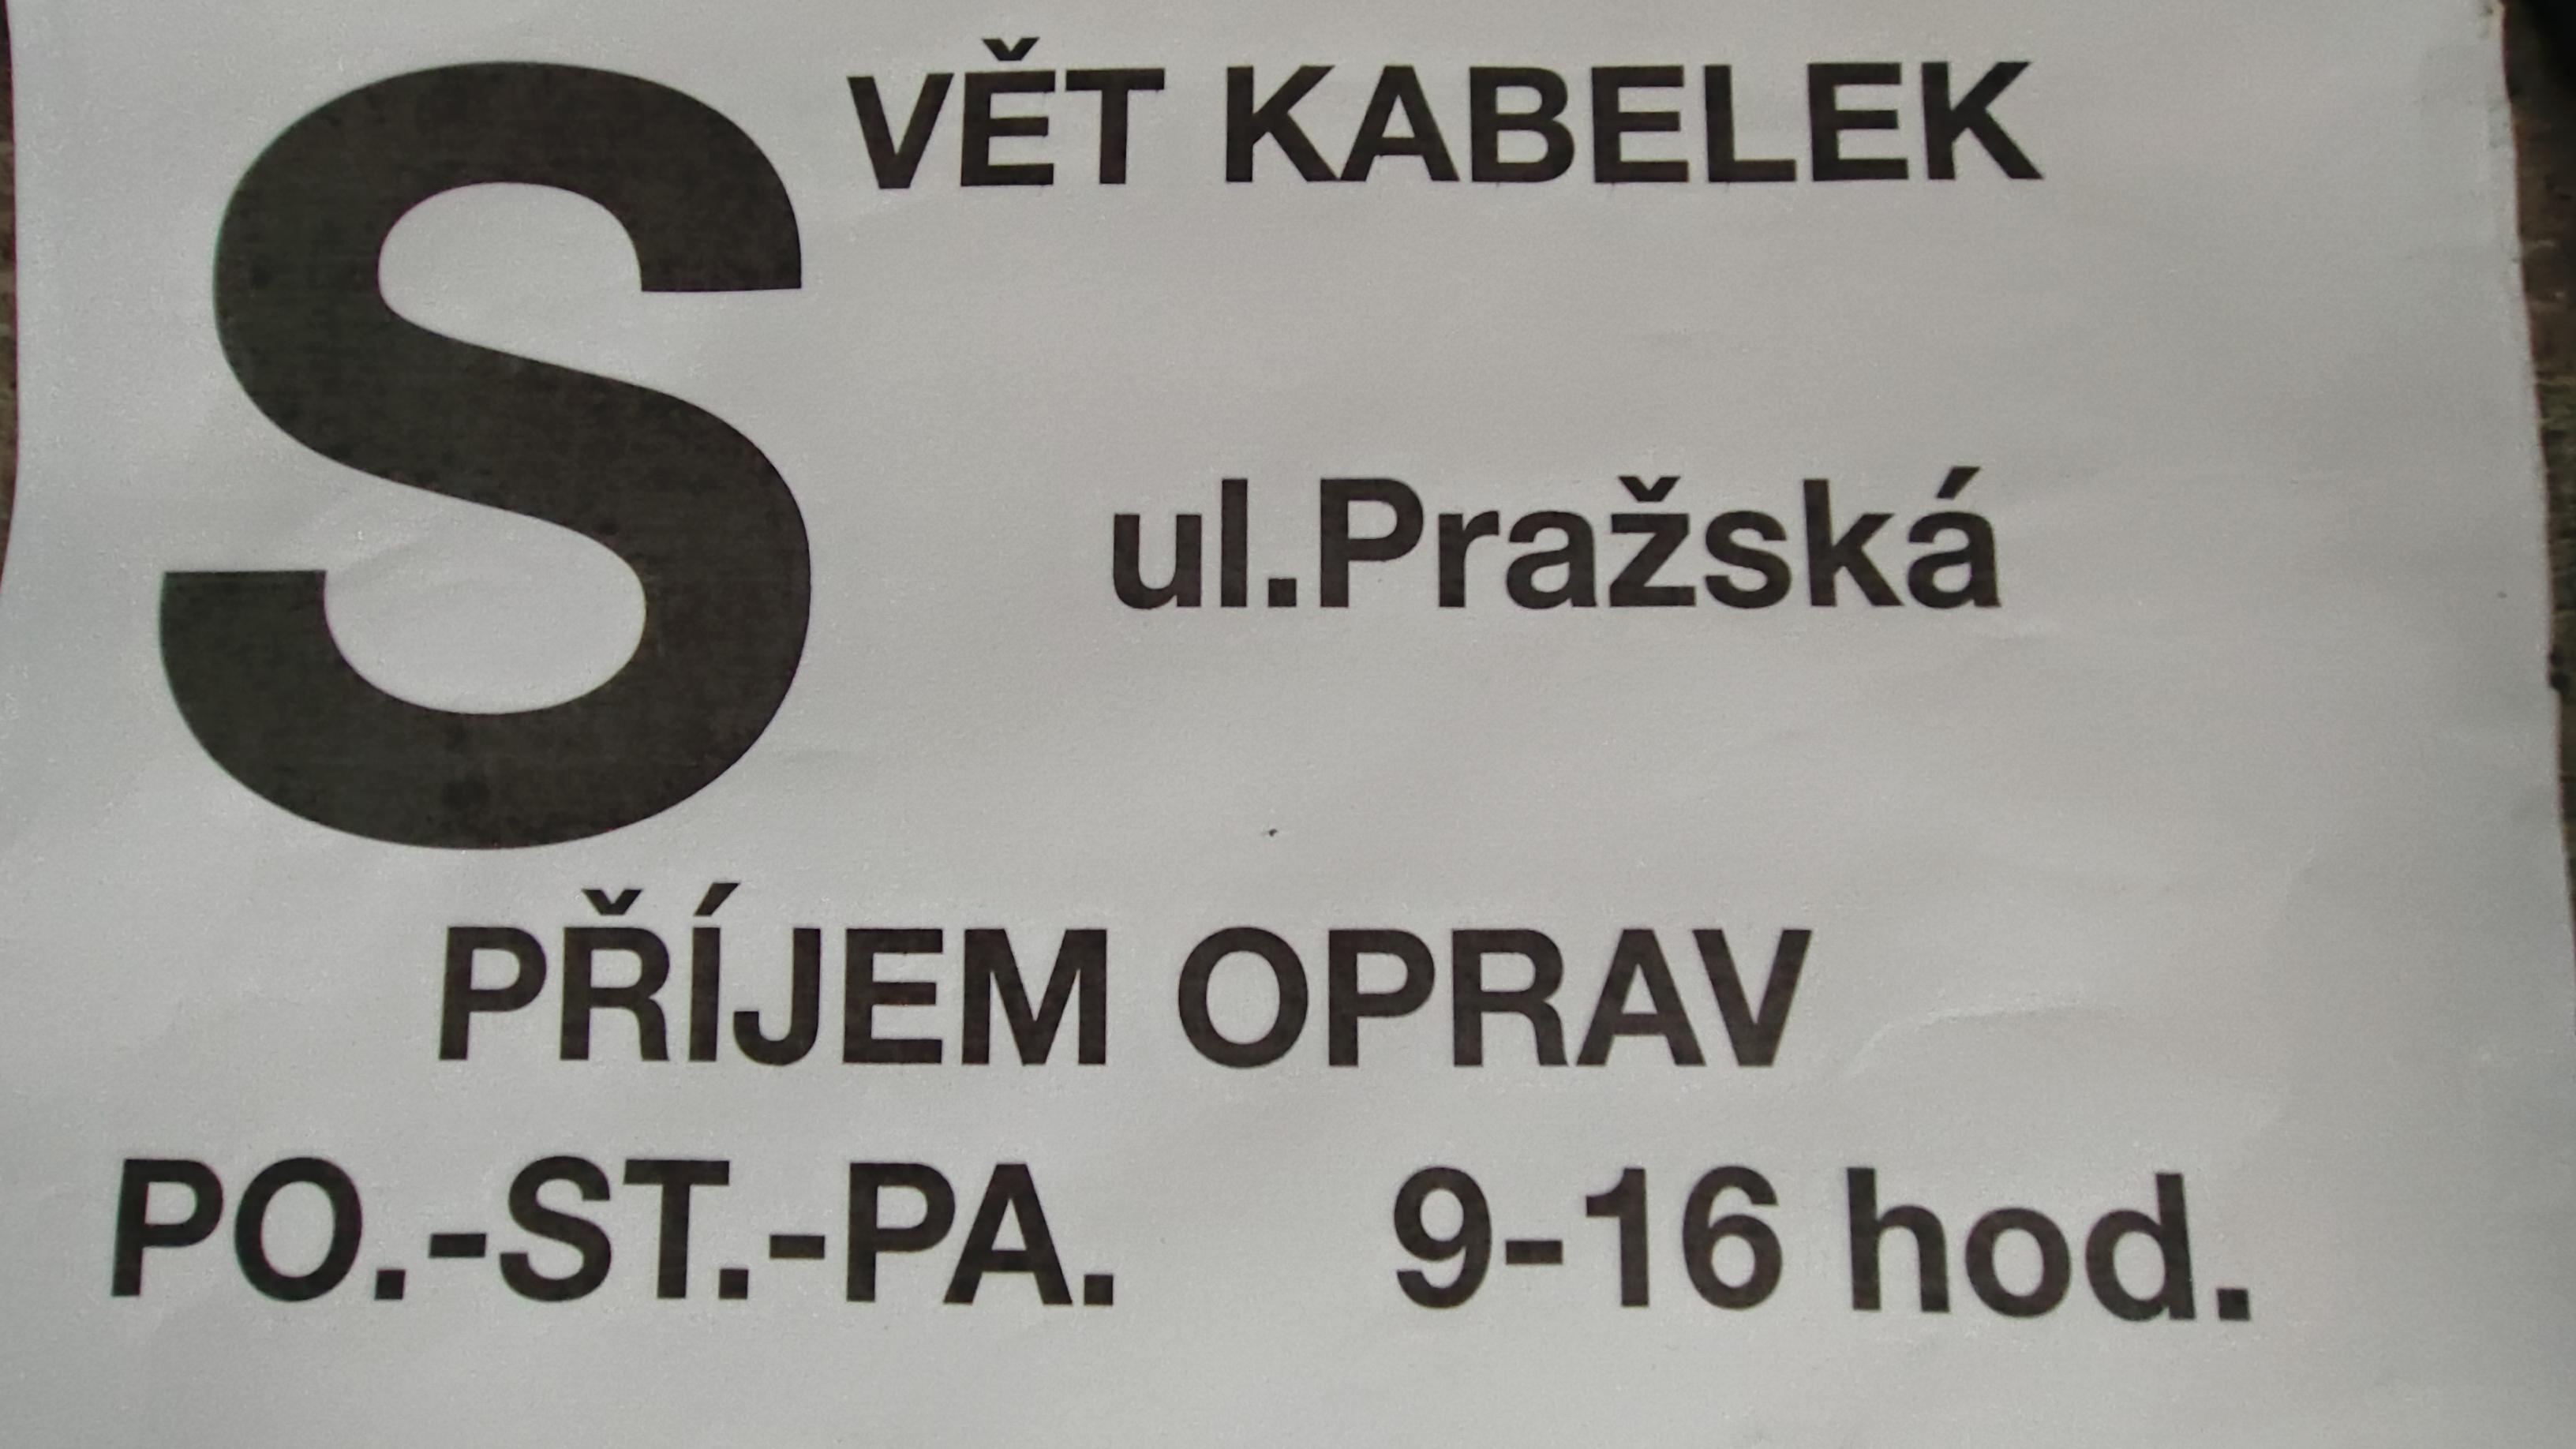 SVĚT KABELEK
ul.Pražská
PŘÍJEM OPRAV
PO.-ST.-PA. 9-16 hod.